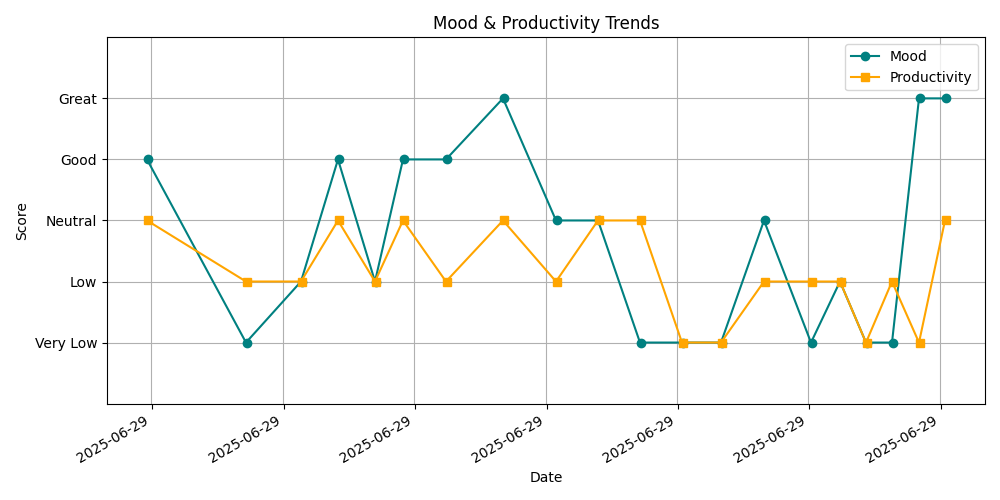 Mood & Productivity Trends
Mood
Productivity
Great
Good
Neutral
Low
Very Low
Score
2025-06-29
2025-06-29
2025-06-29
2025-06-29
2025-06-29
2025-06-29
2025-06-29
Date